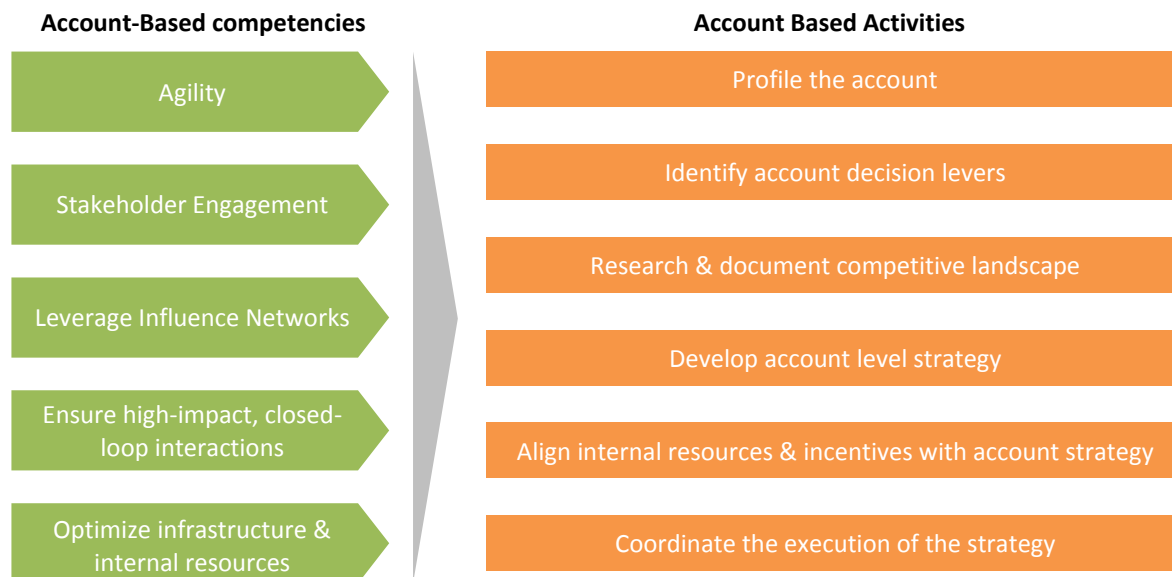 Account-Based competencies
Agility
Stakeholder Engagement
Leverage Influence Networks
Ensure high-impact, closed-
loop interactions
Optimize infrastructure &
internal resources
Account Based Activities
Profile the account
Identify account decision levers
Research & document competitive landscape
Develop account level strategy
Align internal resources & incentives with account strategy
Coordinate the execution of the strategy